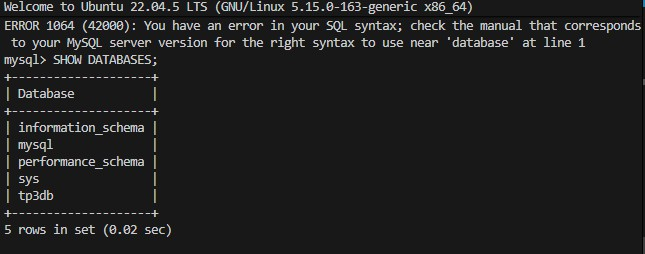 Welcome to Ubuntu 22.04.5 LTS (GNU/Linux 5.15.0-163-generic x86_64)
ERROR 1064 (42000): You have an error in your SQL syntax; check the manual that corresponds
 to your MySQL server version for the right syntax to use near 'database' at line 1
mysql> SHOW DATABASES;
+--------------------+
| Database           |
+--------------------+
| information_schema |
| mysql              |
| performance_schema |
| sys                |
| tp3db              |
+--------------------+
5 rows in set (0.02 sec)